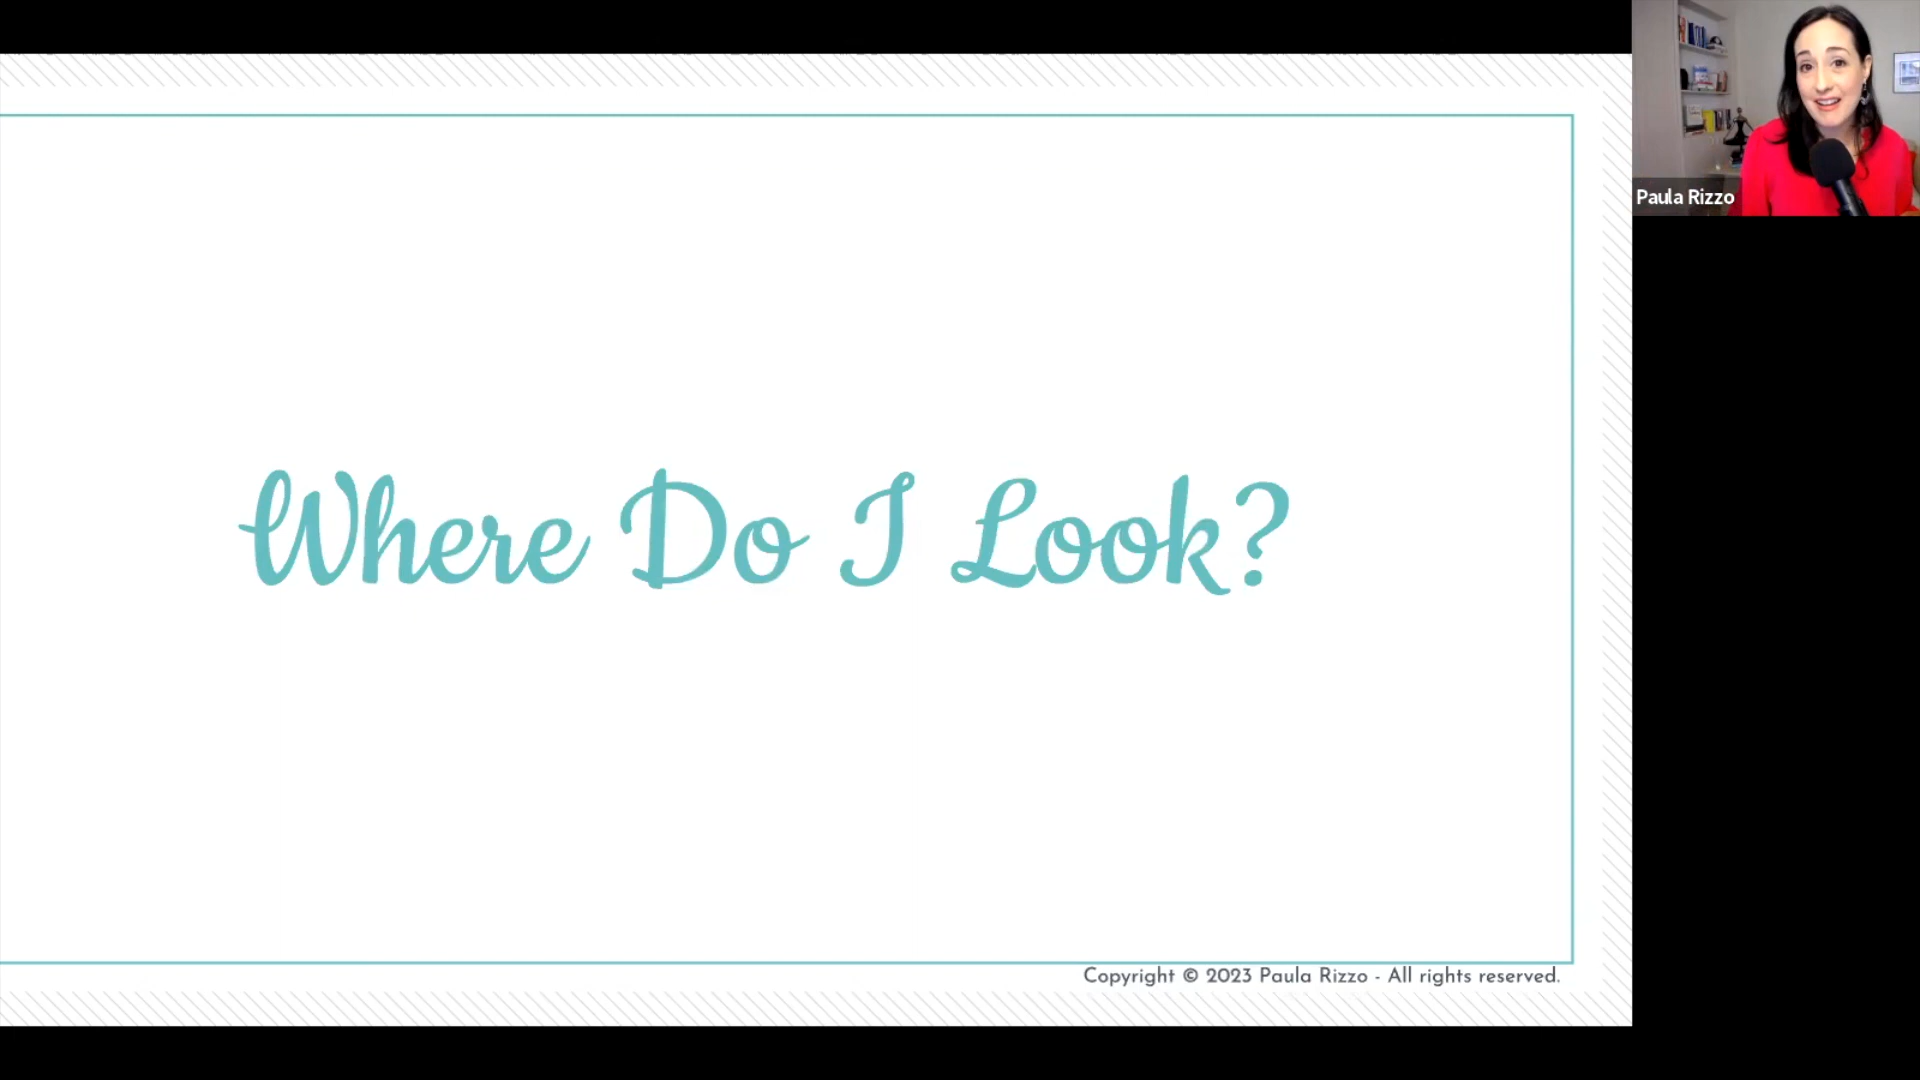 Paula Rizzo
Where Do I Look?
Copyright © 2023 Paula Rizzo - All rights reserved.